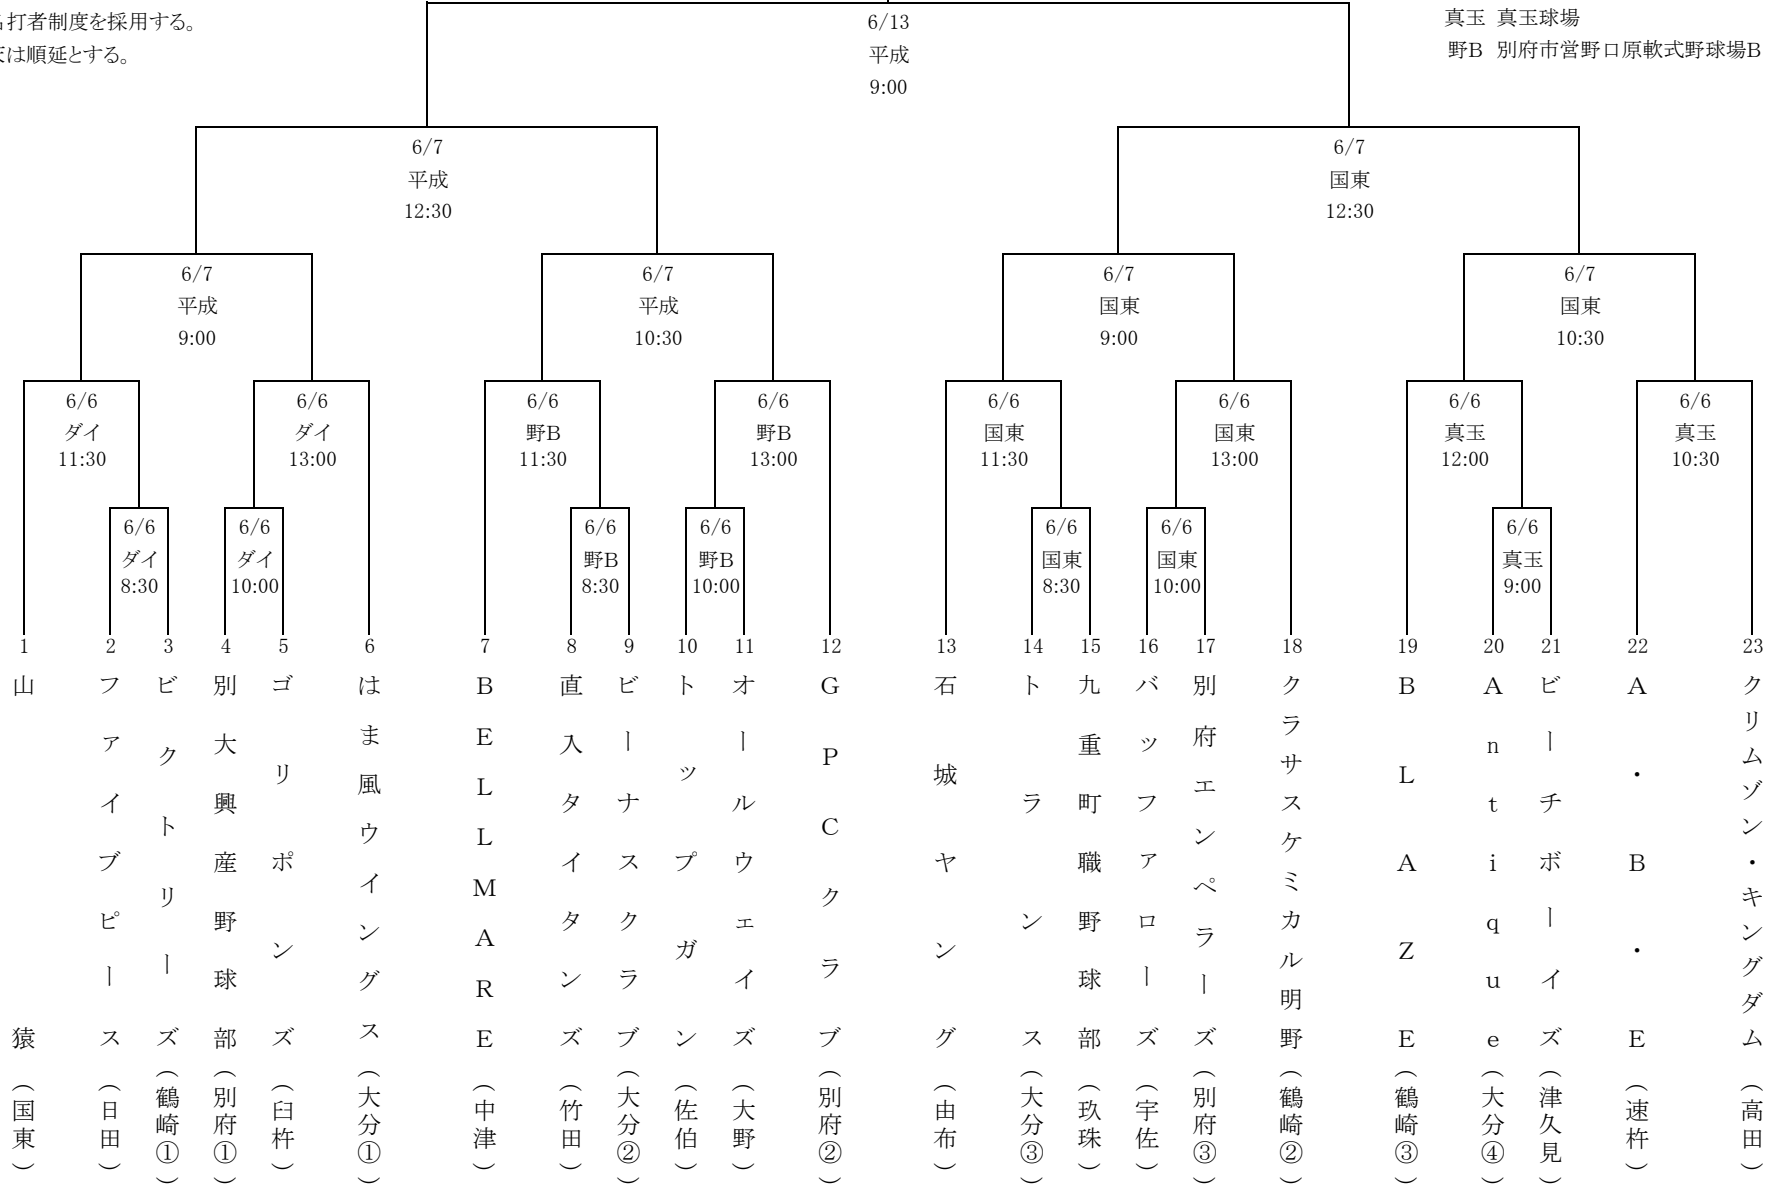 打者制度を採用する。
は順延とする。
真玉 真玉球場
野B 別府市営野口原軟式野球場B
6/13
平成
9:00
6/7
平成
12:30
6/7
国東
12:30
6/7
平成
9:00
6/7
平成
10:30
6/7
国東
9:00
6/7
国東
10:30
6/6
ダイ
11:30
6/6
ダイ
13:00
6/6
野B
11:30
6/6
野B
13:00
6/6
国東
11:30
6/6
国東
13:00
6/6
真玉
12:00
6/6
真玉
10:30
6/6
ダイ
8:30
6/6
ダイ
10:00
6/6
野B
8:30
6/6
野B
10:00
6/6
国東
8:30
6/6
国東
10:00
6/6
真玉
9:00
1
山猿(国東)
2
ファイブピース(日田)
3
ビクトリーズ(鶴崎①)
4
別大興産野球部(別府①)
5
ゴリポンズ(臼杵)
6
はま風ウイングス(大分①)
7
BELLMARE(中津)
8
直入タイタンズ(竹田)
9
ビーナスクラブ(大分②)
10
トップガン(佐伯)
11
オールウェイズ(大野)
12
GPCクラブ(別府②)
13
石城ヤング(由布)
14
トランス(大分③)
15
九重町職野球部(玖珠)
16
バッファローズ(宇佐)
17
別府エンペラーズ(別府③)
18
クラサスケミカル明野(鶴崎②)
19
BLAZE(鶴崎③)
20
Antique(大分④)
21
ビーチボーイズ(津久見)
22
A・B・E(速杵)
23
クリムゾン・キングダム(高田)